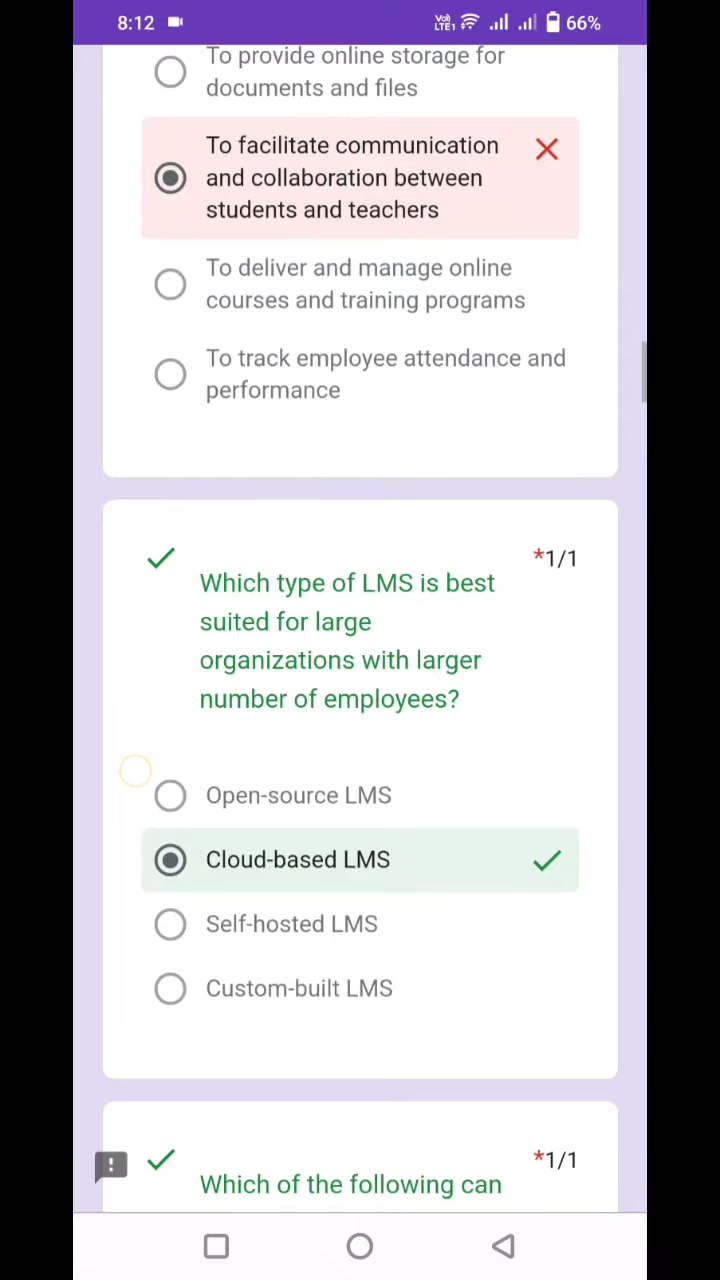 8:12
Vo) LTE1
66%
To provide online storage for
documents and files
To facilitate communication
and collaboration between
students and teachers
To deliver and manage online
courses and training programs
To track employee attendance and
performance
*1/1
Which type of LMS is best
suited for large
organizations with larger
number of employees?
Open-source LMS
Cloud-based LMS
Self-hosted LMS
Custom-built LMS
*1/1
Which of the following can